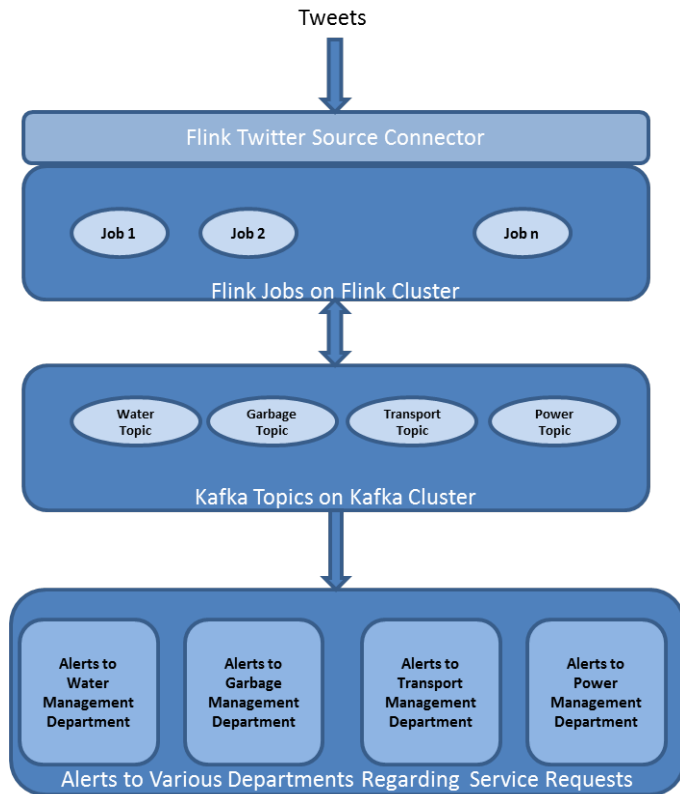 Tweets
Flink Twitter Source Connector
Job 1
Job 2
Job n
Flink Jobs on Flink Cluster
Water
Topic
Garbage
Topic
Transport
Topic
Power
Topic
Kafka Topics on Kafka Cluster
Alerts to
Water
Management
Department
Alerts to
Garbage
Management
Department
Alerts to
Transport
Management
Department
Alerts to
Power
Management
Department
Alerts to Various Departments Regarding Service Requests